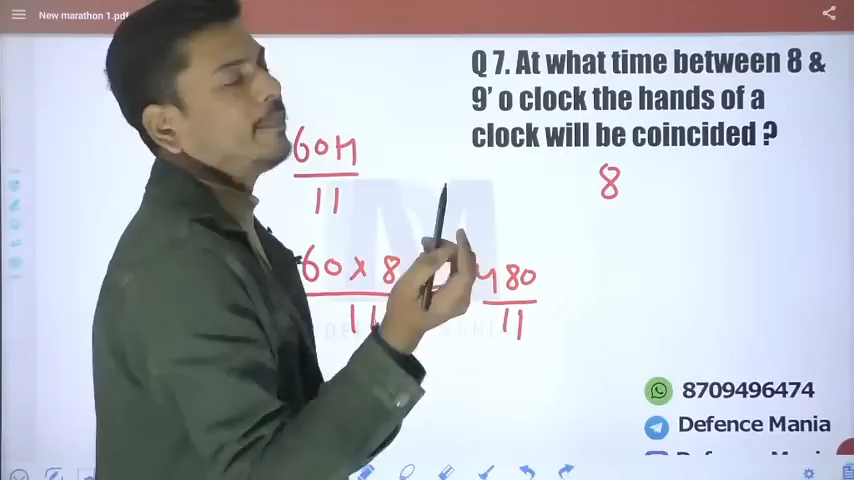 New marathon 1.pdf
Q 7. At what time between 8 &
9' o clock the hands of a
clock will be coincided ?
60H
11
8
60 × 8
11
480
11
8709496474
Defence Mania